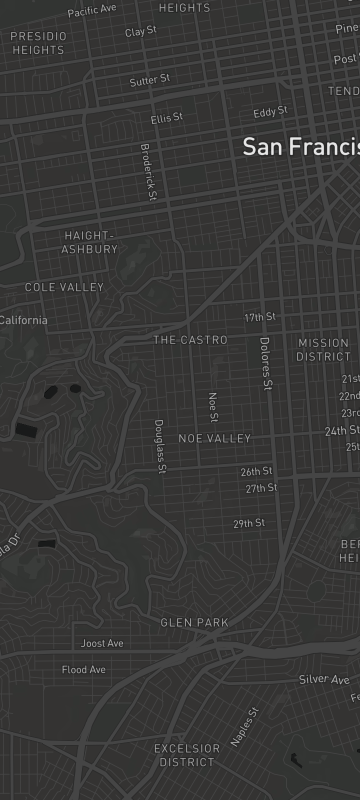 Pacific Ave
HEIGHTS
Clay St
Pine
PRESIDIO
HEIGHTS
Post
Sutter St
TEND
Ellis St
Eddy St
San Francis
Broderick St
HAIGHT-
ASHBURY
COLE VALLEY
California
17th St
THE CASTRO
MISSION
DISTRICT
Dolores St
21st
22nd
Noe St
23rd
24th St
NOE VALLEY
25t
Douglass St
26th St
27th St
29th St
ola Dr
BER
HEI
GLEN PARK
Joost Ave
Flood Ave
Silver Ave
Naples St
EXCELSIOR
DISTRICT